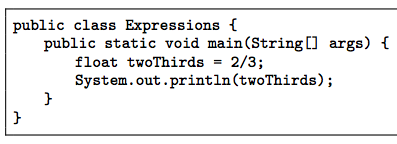 public class Expressions {
    public static void main(String[] args) {
        float twoThirds = 2/3;
        System.out.println(twoThirds);
    }
}